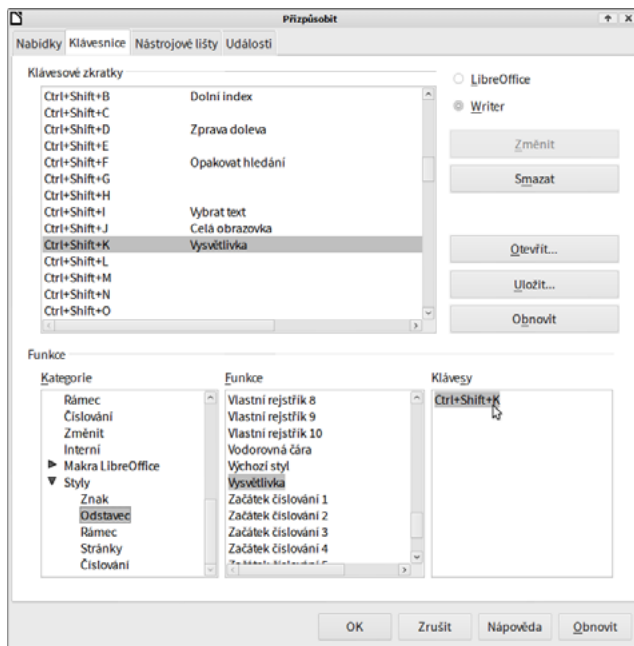 Přizpůsobit
Nabídky Klávesnice Nástrojové lišty Události
Klávesové zkratky
Ctrl+Shift+B Dolní index
Ctrl+Shift+C
Ctrl+Shift+D Zprava doleva
Ctrl+Shift+E
Ctrl+Shift+F Opakovat hledání
Ctrl+Shift+G
Ctrl+Shift+H
Ctrl+Shift+I Vybrat text
Ctrl+Shift+J Celá obrazovka
Ctrl+Shift+K Vysvětlivka
Ctrl+Shift+L
Ctrl+Shift+M
Ctrl+Shift+N
Ctrl+Shift+O
LibreOffice
Writer
Změnit
Smazat
Otevřít...
Uložit...
Obnovit
Funkce
Kategorie
Rámec
Číslování
Změnit
Interní
Makra LibreOffice
Styly
Znak
Odstavec
Rámec
Stránky
Číslování
Funkce
Vlastní rejstřík 8
Vlastní rejstřík 9
Vlastní rejstřík 10
Vodorovná čára
Výchozí styl
Vysvětlivka
Začátek číslování 1
Začátek číslování 2
Začátek číslování 3
Začátek číslování 4
Klávesy
Ctrl+Shift+K
OK Zrušit Nápověda Obnovit